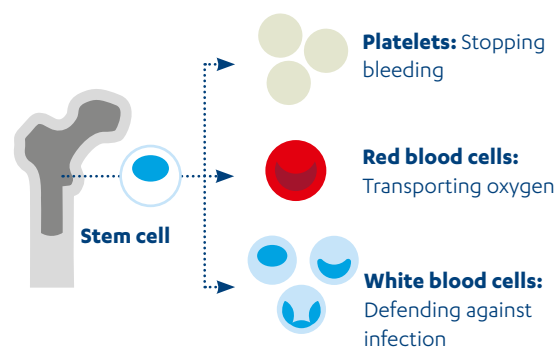 Platelets: Stopping
bleeding
Red blood cells:
Transporting oxygen
Stem cell
White blood cells:
Defending against
infection